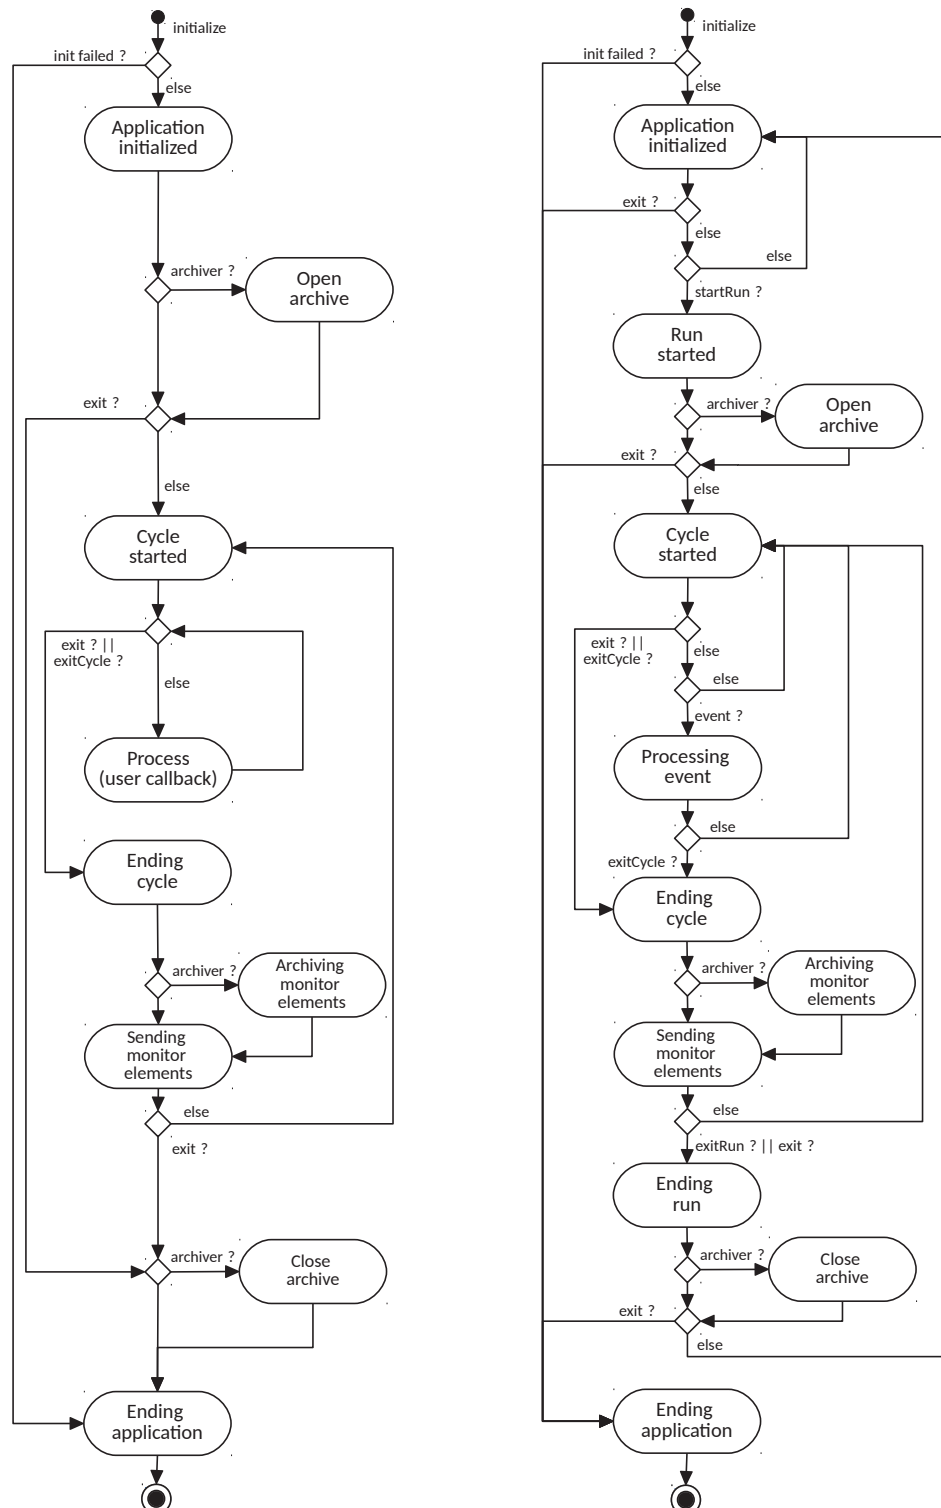 initialize
init failed ?
else
Application
initialized
archiver ?
Open
archive
exit ?
else
Cycle
started
exit ? ||
exitCycle ?
else
Process
(user callback)
Ending
cycle
archiver ?
Archiving
monitor
elements
Sending
monitor
elements
else
exit ?
archiver ?
Close
archive
Ending
application
initialize
init failed ?
else
Application
initialized
exit ?
else
else
startRun ?
Run
started
archiver ?
Open
archive
exit ?
else
Cycle
started
exit ? ||
exitCycle ?
else
else
event ?
Processing
event
else
exitCycle ?
Ending
cycle
archiver ?
Archiving
monitor
elements
Sending
monitor
elements
else
exitRun ? || exit ?
Ending
run
archiver ?
Close
archive
exit ?
else
Ending
application